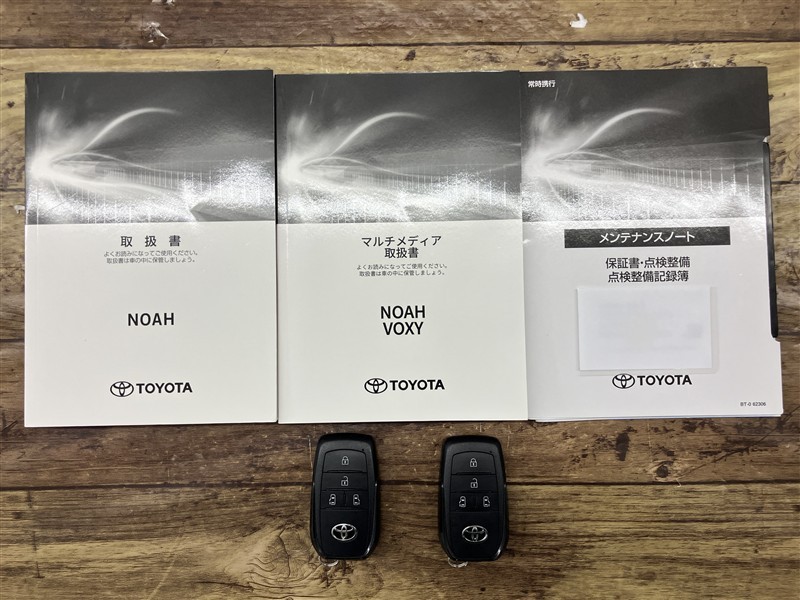 取扱書
よくお読みになってご使用ください。
取扱書は車の中に保管しましょう。
NOAH
TOYOTA
マルチメディア
取扱書
よくお読みになってご使用ください。
取扱書は車の中に保管しましょう。
NOAH
VOXY
TOYOTA
常時携行
メンテナンスノート
保証書・点検整備
点検整備記録簿
TOYOTA
BT-0 62306